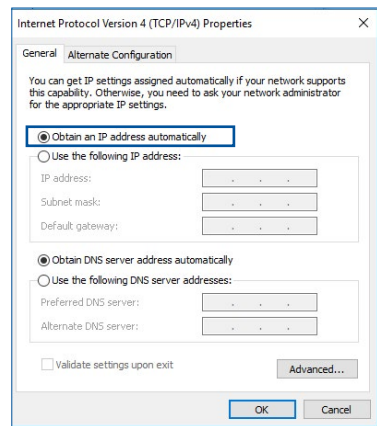 Internet Protocol Version 4 (TCP/IPv4) Properties
General
Alternate Configuration
You can get IP settings assigned automatically if your network supports
this capability. Otherwise, you need to ask your network administrator
for the appropriate IP settings.
Obtain an IP address automatically
Use the following IP address:
IP address:
Subnet mask:
Default gateway:
Obtain DNS server address automatically
Use the following DNS server addresses:
Preferred DNS server:
Alternate DNS server:
Validate settings upon exit
Advanced...
OK
Cancel